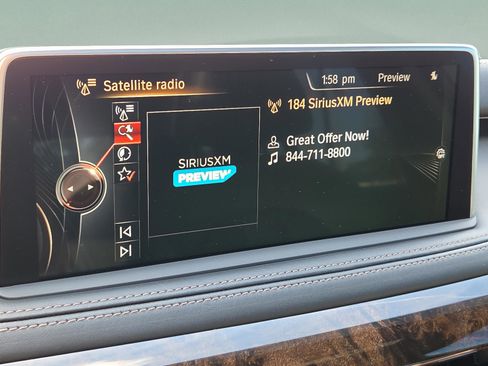 Satellite radio
1:58 pm
Preview
184 SiriusXM Preview
Great Offer Now!
844-711-8800
SIRIUSXM
PREVIEW